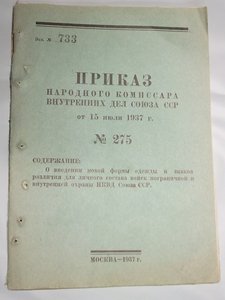 Экз. № 733
ПРИКАЗ
НАРОДНОГО КОМИССАРА
ВНУТРЕННИХ ДЕЛ СОЮЗА ССР
от 15 июля 1937 г.
№ 275
СОДЕРЖАНИЕ:
О введении новой формы одежды и знаков
различия для личного состава войск пограничной и
внутренней охраны НКВД Союза ССР.
МОСКВА—1937 г.